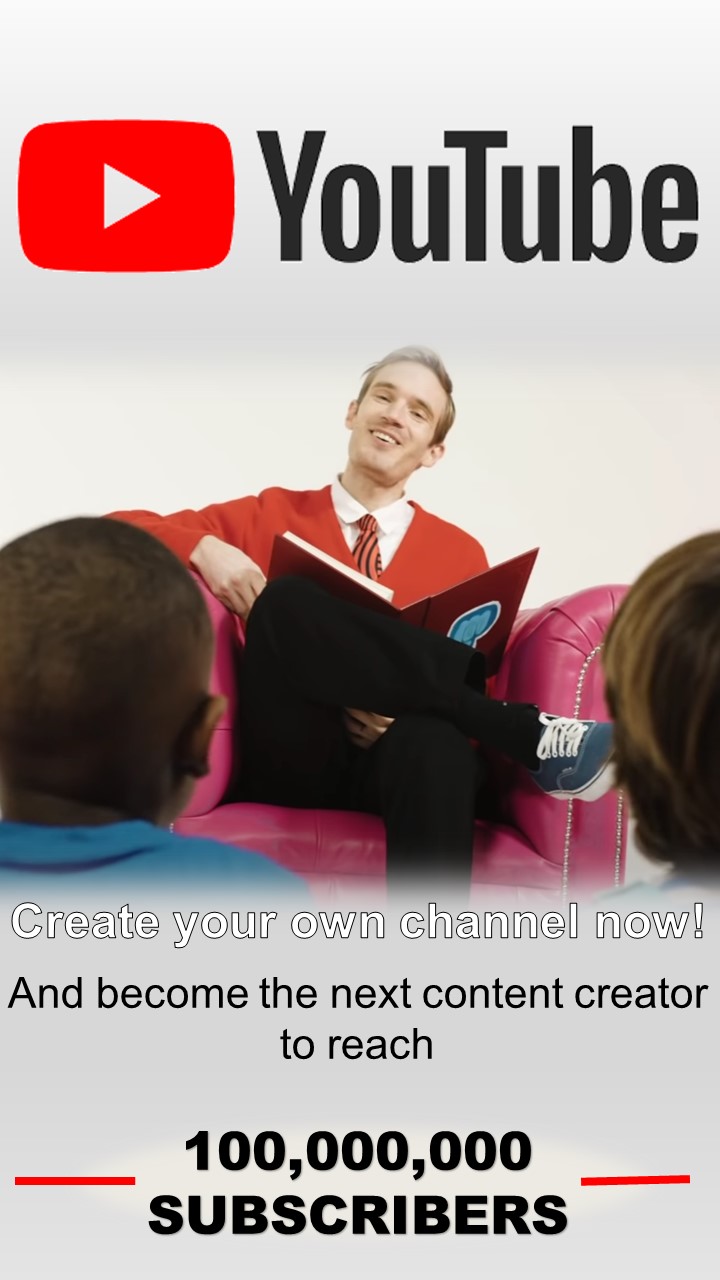 YouTube
Create your own channel now!
And become the next content creator
to reach
100,000,000
SUBSCRIBERS